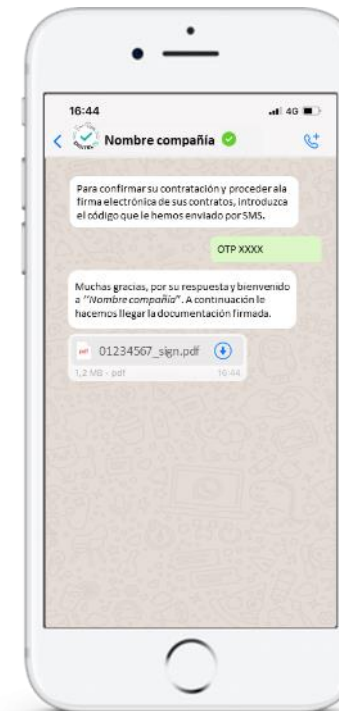 16:44
4G
Nombre compañía
Para confirmar su contratación y proceder ala
firma electrónica de sus contratos, introduzca
el código que le hemos enviado por SMS.
OTP XXXX
Muchas gracias, por su respuesta y bienvenido
a "Nombre compañía". A continuación le
hacemos llegar la documentación firmada.
pdf 01234567_sign.pdf
1,2 MB - pdf 16:44